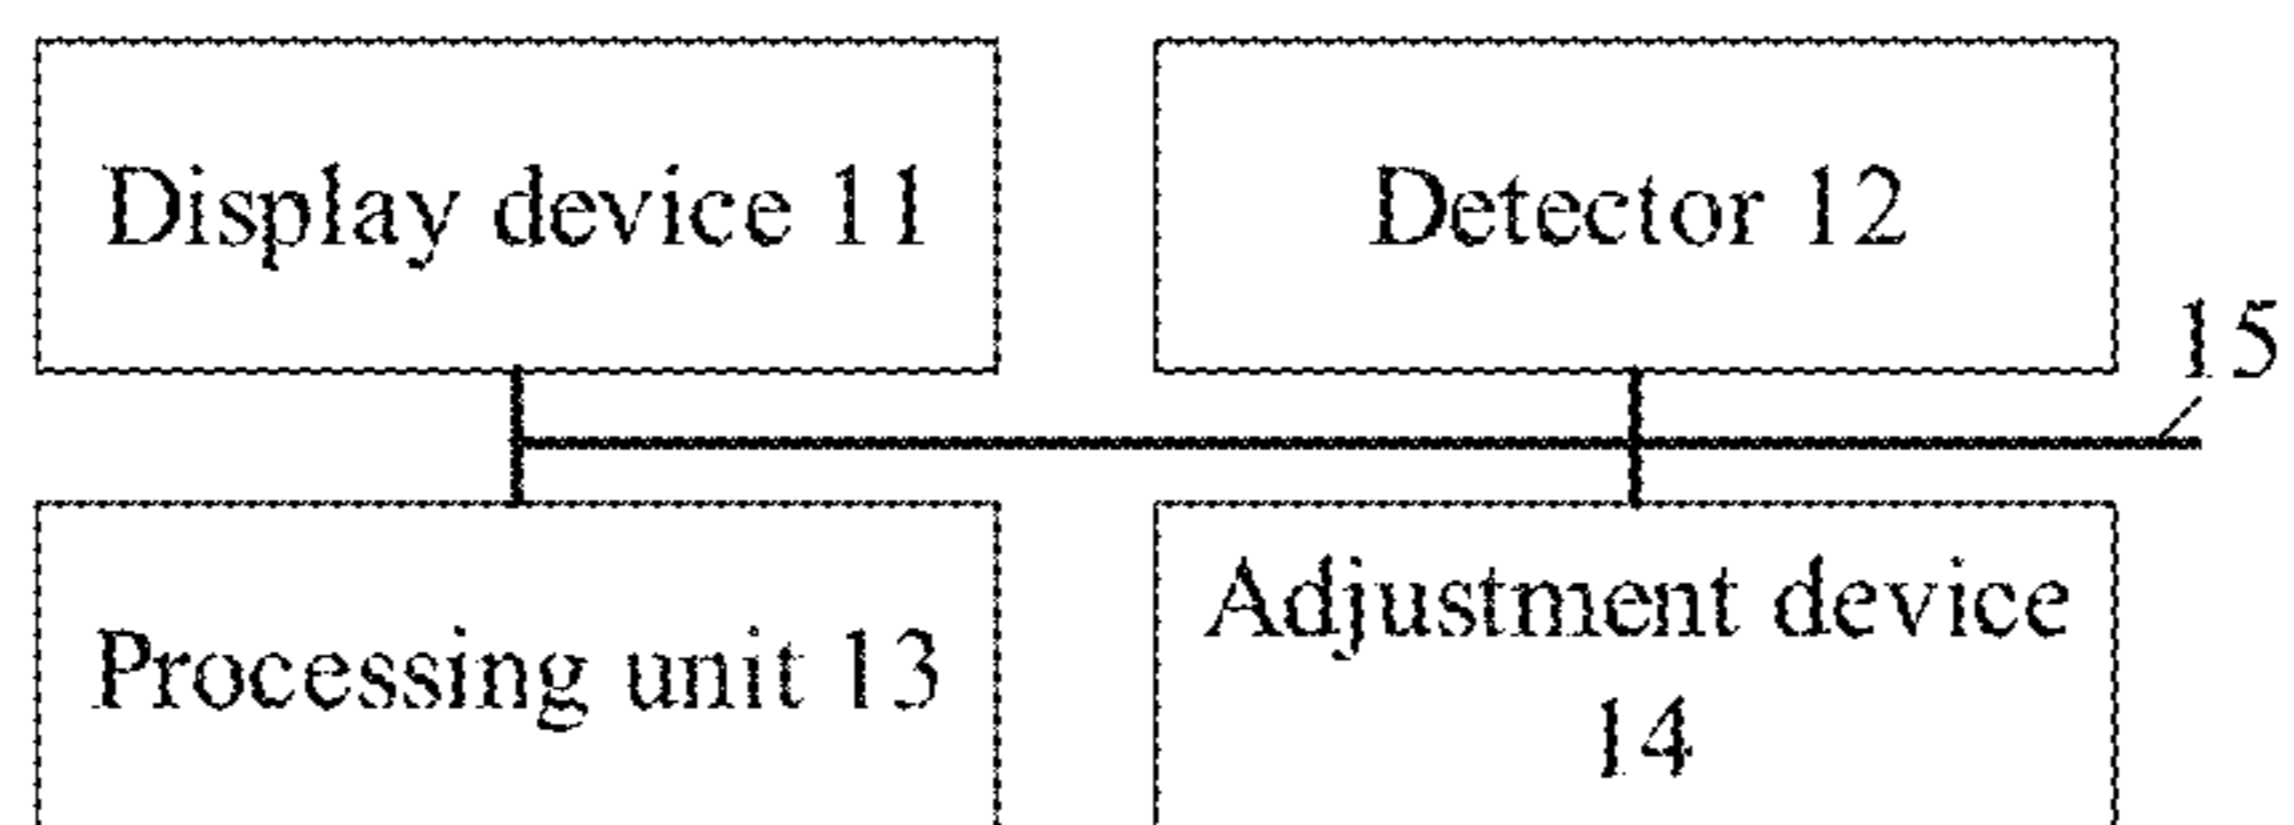 Display device 11
Detector 12
15
Processing unit 13
Adjustment device
14